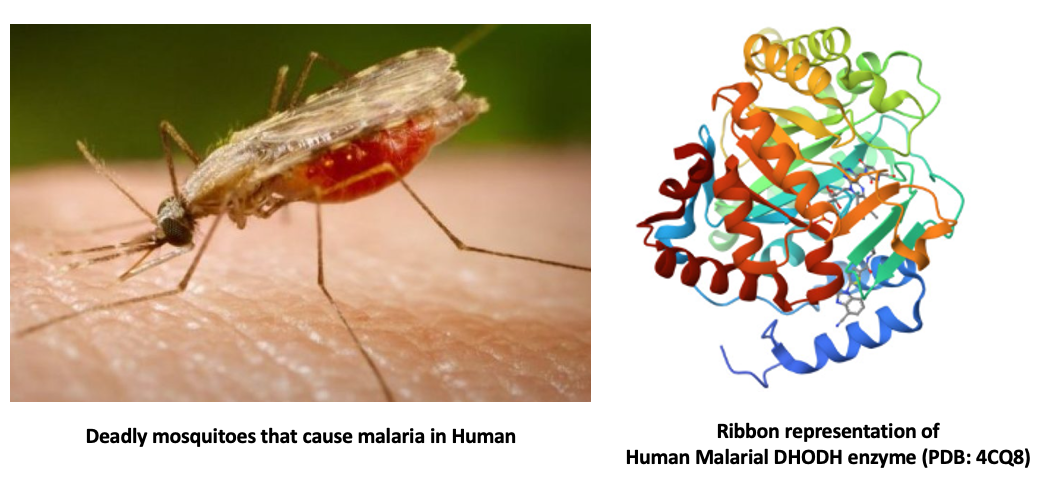 Deadly mosquitoes that cause malaria in Human
Ribbon representation of
Human Malarial DHODH enzyme (PDB: 4CQ8)